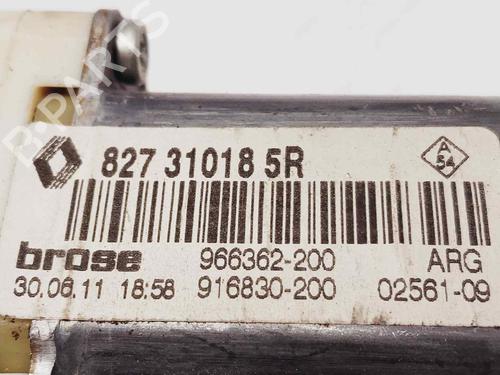 R-PARTS
827 31018 5R
A
54
brose
966362-200
ARG
30.06.11 18:58
916830-200
02561-09